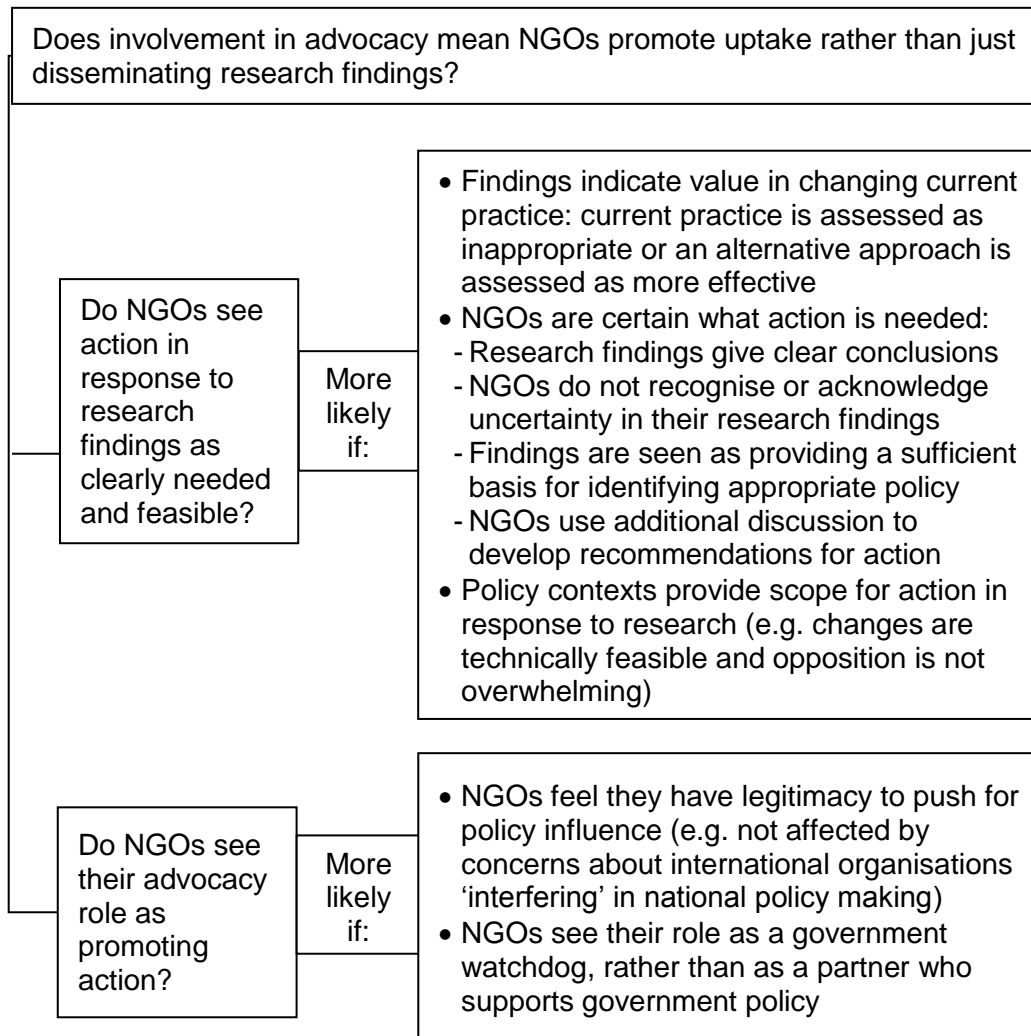 Does involvement in advocacy mean NGOs promote uptake rather than just
disseminating research findings?
Do NGOs see
action in
response to
research
findings as
clearly needed
and feasible?
More
likely
if:
• Findings indicate value in changing current
practice: current practice is assessed as
inappropriate or an alternative approach is
assessed as more effective
• NGOs are certain what action is needed:
- Research findings give clear conclusions
- NGOs do not recognise or acknowledge
uncertainty in their research findings
- Findings are seen as providing a sufficient
basis for identifying appropriate policy
- NGOs use additional discussion to
develop recommendations for action
• Policy contexts provide scope for action in
response to research (e.g. changes are
technically feasible and opposition is not
overwhelming)
Do NGOs see
their advocacy
role as
promoting
action?
More
likely
if:
• NGOs feel they have legitimacy to push for
policy influence (e.g. not affected by
concerns about international organisations
‘interfering’ in national policy making)
• NGOs see their role as a government
watchdog, rather than as a partner who
supports government policy